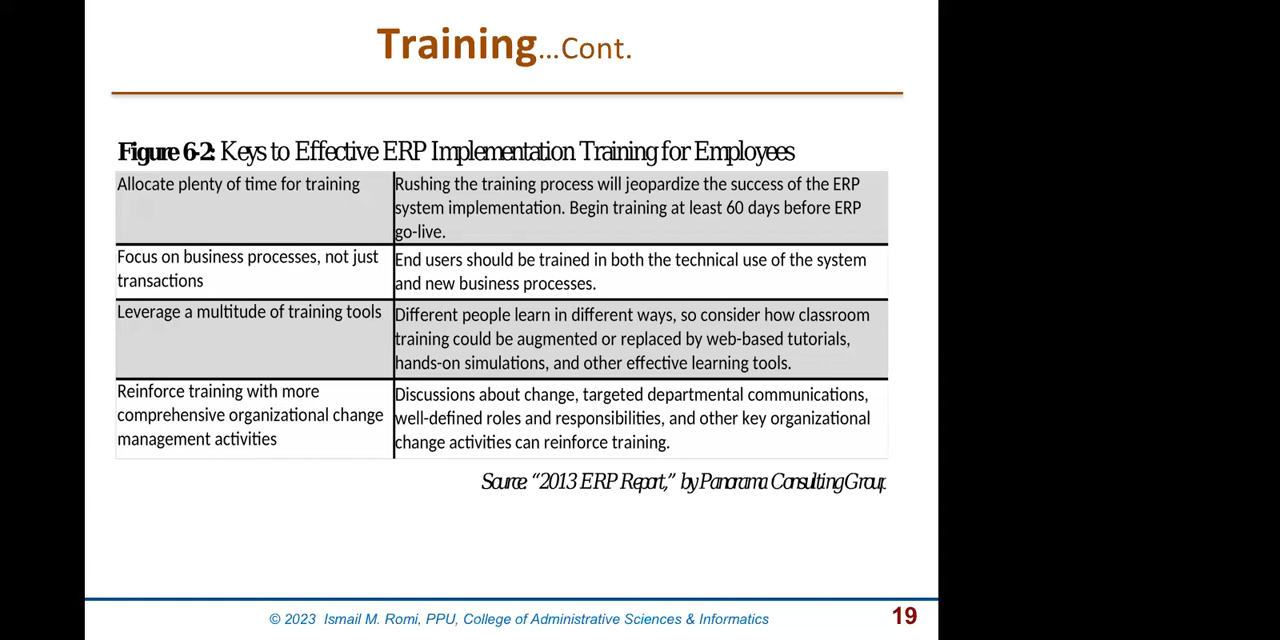 Training...Cont.
Figure 6-2: Keys to Effective ERP Implementation Training for Employees
Allocate plenty of time for training
Rushing the training process will jeopardize the success of the ERP
system implementation. Begin training at least 60 days before ERP
go-live.
Focus on business processes, not just
transactions
End users should be trained in both the technical use of the system
and new business processes.
Leverage a multitude of training tools
Different people learn in different ways, so consider how classroom
training could be augmented or replaced by web-based tutorials,
hands-on simulations, and other effective learning tools.
Reinforce training with more
comprehensive organizational change
management activities
Discussions about change, targeted departmental communications,
well-defined roles and responsibilities, and other key organizational
change activities can reinforce training.
Source: “2013 ERP Report,” by Panorama Consulting Group.
© 2023 Ismail M. Romi, PPU, College of Administrative Sciences & Informatics
19